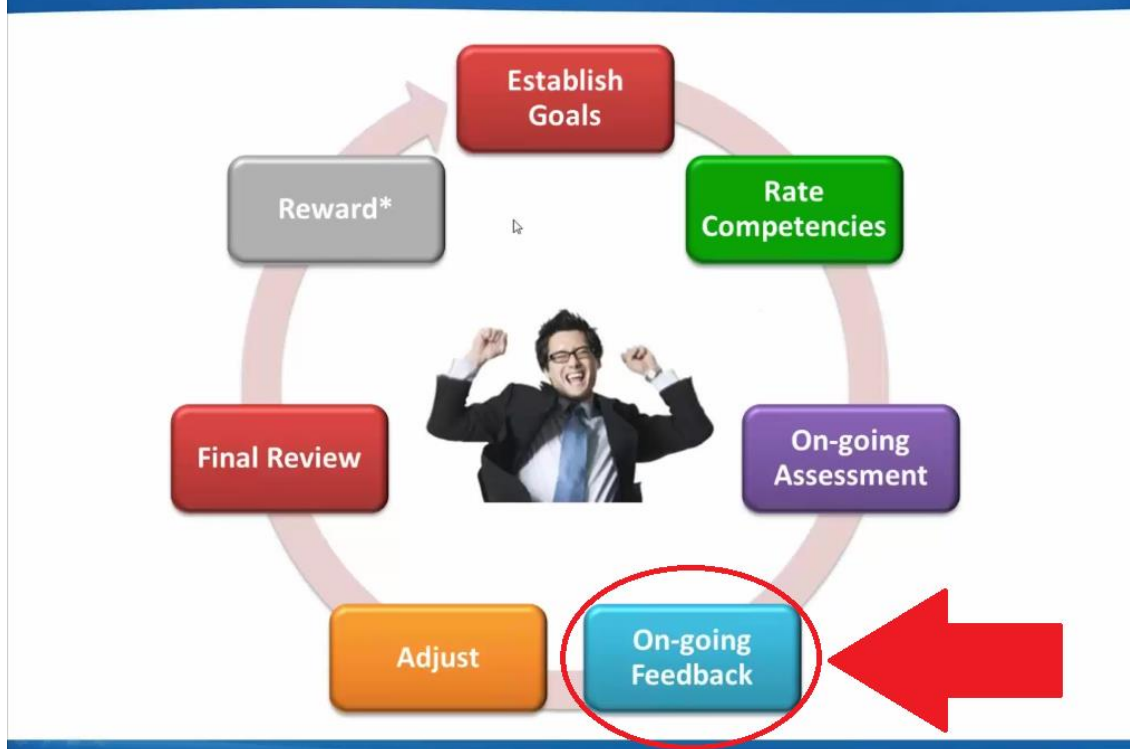 Establish
Goals
Rate
Competencies
On-going
Assessment
On-going
Feedback
Adjust
Final Review
Reward*